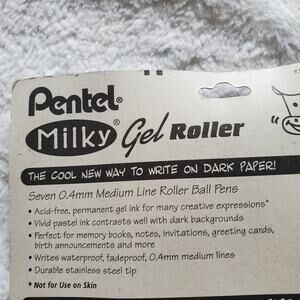 Pentel®
Milky® Gel Roller
THE COOL NEW WAY TO WRITE ON DARK PAPER!
Seven 0.4mm Medium Line Roller Ball Pens
• Acid-free, permanent gel ink for many creative expressions*
• Vivid pastel ink contrasts well with dark backgrounds
• Perfect for memory books, notes, invitations, greeting cards,
birth announcements and more
• Writes waterproof, fadeproof, 0.4mm medium lines
• Durable stainless steel tip
* Not for Use on Skin